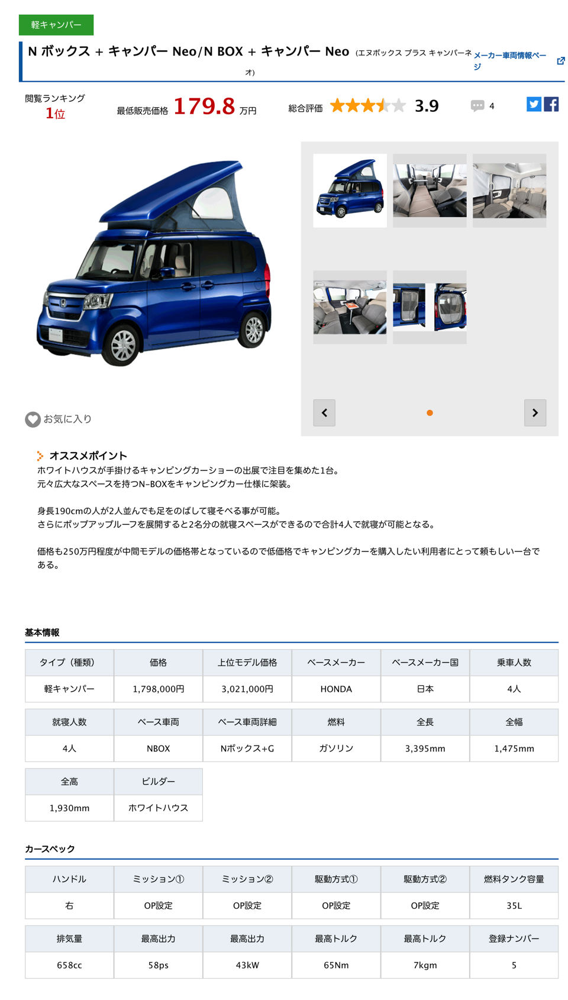 軽キャンパー
N ボックス + キャンパー Neo/N BOX + キャンパー Neo (エヌボックス プラス キャンパーネオ)
メーカー車両情報ページ
閲覧ランキング
1位
最低販売価格 179.8 万円
総合評価 3.9
4
お気に入り
オススメポイント
ホワイトハウスが手掛けるキャンピングカーショーの出展で注目を集めた1台。
元々広大なスペースを持つN-BOXをキャンピングカー仕様に架装。
身長190cmの人が2人並んでも足をのばして寝そべる事が可能。
さらにポップアップルーフを展開すると2名分の就寝スペースができるので合計4人で就寝が可能となる。
価格も250万円程度が中間モデルの価格帯となっているので低価格でキャンピングカーを購入したい利用者にとって頼もしい一台で
ある。
基本情報
タイプ（種類） 価格 上位モデル価格 ベースメーカー ベースメーカー国 乗車人数
軽キャンパー 1,798,000円 3,021,000円 HONDA 日本 4人
就寝人数 ベース車両 ベース車両詳細 燃料 全長 全幅
4人 NBOX Nボックス+G ガソリン 3,395mm 1,475mm
全高 ビルダー
1,930mm ホワイトハウス
カースペック
ハンドル ミッション① ミッション② 駆動方式① 駆動方式② 燃料タンク容量
右 OP設定 OP設定 OP設定 OP設定 35L
排気量 最高出力 最高出力 最高トルク 最高トルク 登録ナンバー
658cc 58ps 43kW 65Nm 7kgm 5